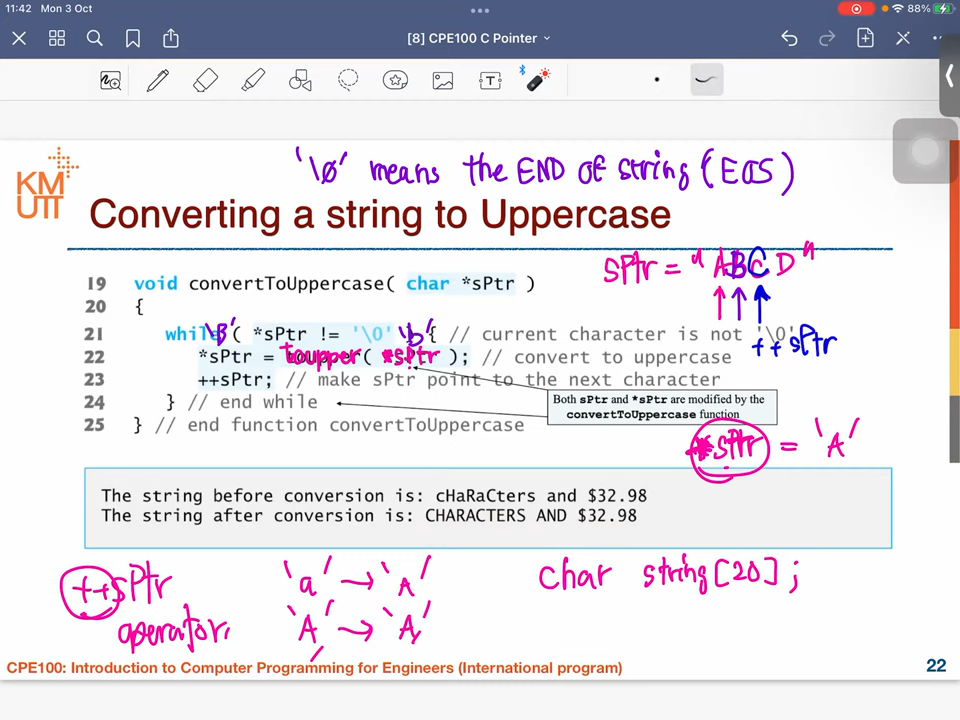 11:42 Mon 3 Oct
88%
[8] CPE100 C Pointer
'\0' means the END of string (EOS)
KM
UTT
Converting a string to Uppercase
sPtr = "ABCD"
19 void convertToUppercase( char *sPtr )
20 {
'B' 'b'
21 while ( *sPtr != '\0' ) { // current character is not '\0'
++sPtr
toupper *sPtr
22 *sPtr = toupper( *sPtr ); // convert to uppercase
23 ++sPtr; // make sPtr point to the next character
24 } // end while
Both sPtr and *sPtr are modified by the
convertToUppercase function
25 } // end function convertToUppercase
*sPtr = 'A'
The string before conversion is: cHaRaCters and $32.98
The string after conversion is: CHARACTERS AND $32.98
++sPtr
operator
'a' → 'A'
'A' → 'A'
char string[20];
CPE100: Introduction to Computer Programming for Engineers (International program)
22